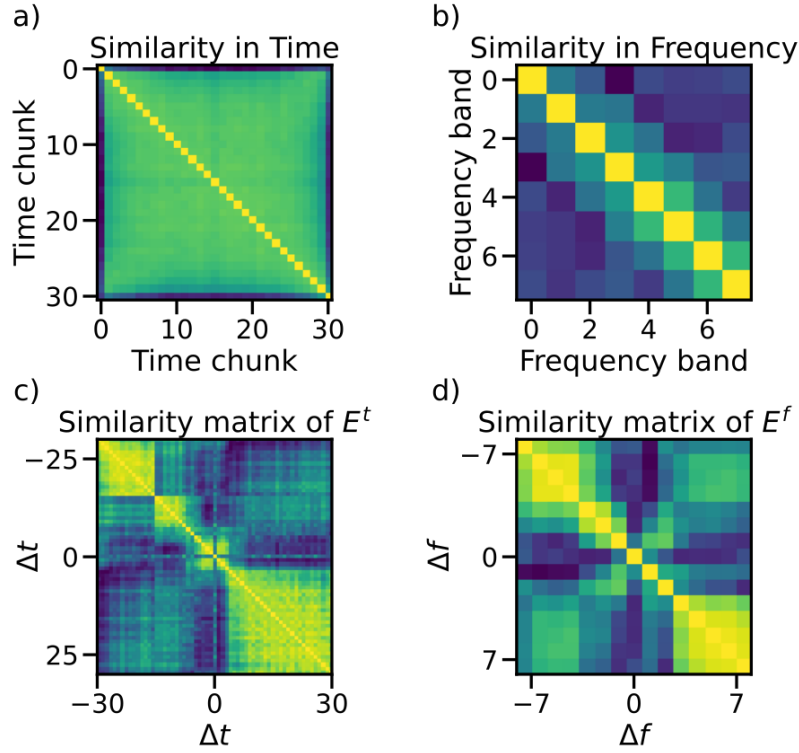 a)
Similarity in Time
0
10
20
30
Time chunk
0
10
20
30
Time chunk
b)
Similarity in Frequency
0
2
4
6
Frequency band
0
2
4
6
Frequency band
c)
Similarity matrix of E^t
−25
0
25
Δt
−30
0
30
Δt
d)
Similarity matrix of E^f
−7
0
7
Δf
−7
0
7
Δf